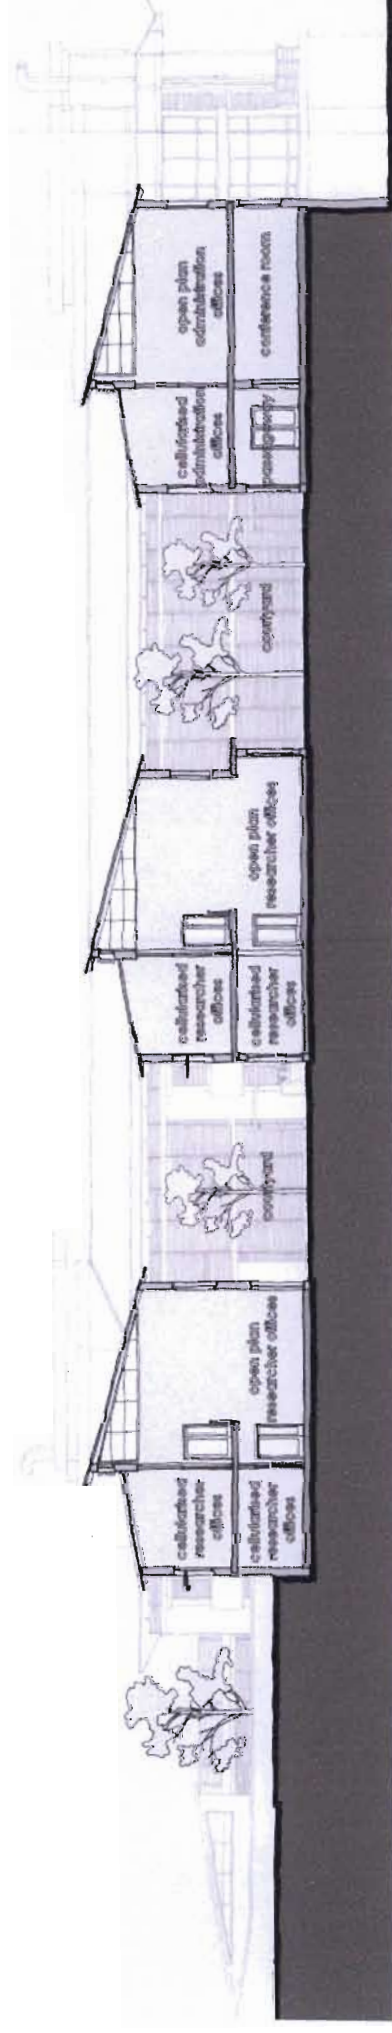 cellularised
researcher
offices
cellularised
researcher
offices
open plan
researcher offices
courtyard
cellularised
researcher
offices
cellularised
researcher
offices
open plan
researcher offices
courtyard
cellularised
administration
offices
passageway
open plan
administration
offices
conference room